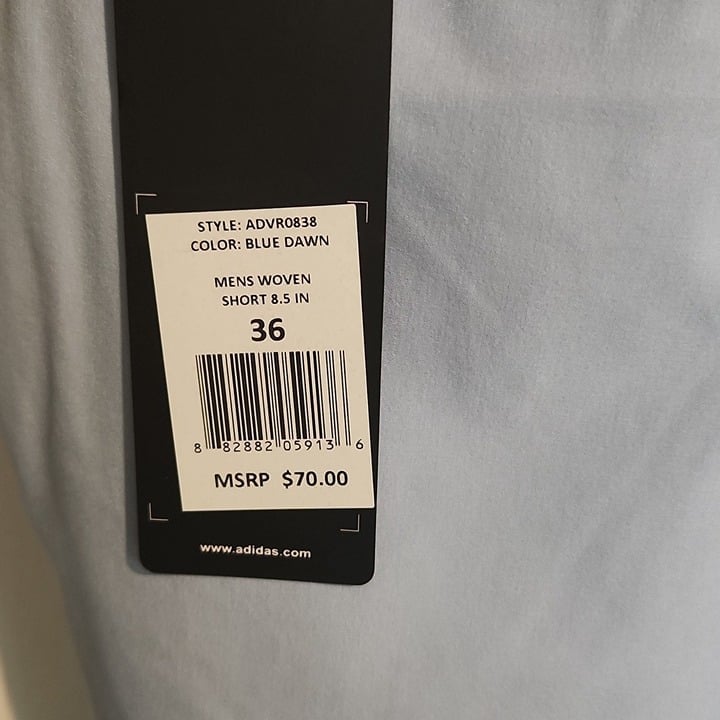 STYLE: ADVR0838
COLOR: BLUE DAWN
MENS WOVEN
SHORT 8.5 IN
36
8 82882 05913 6
MSRP $70.00
www.adidas.com